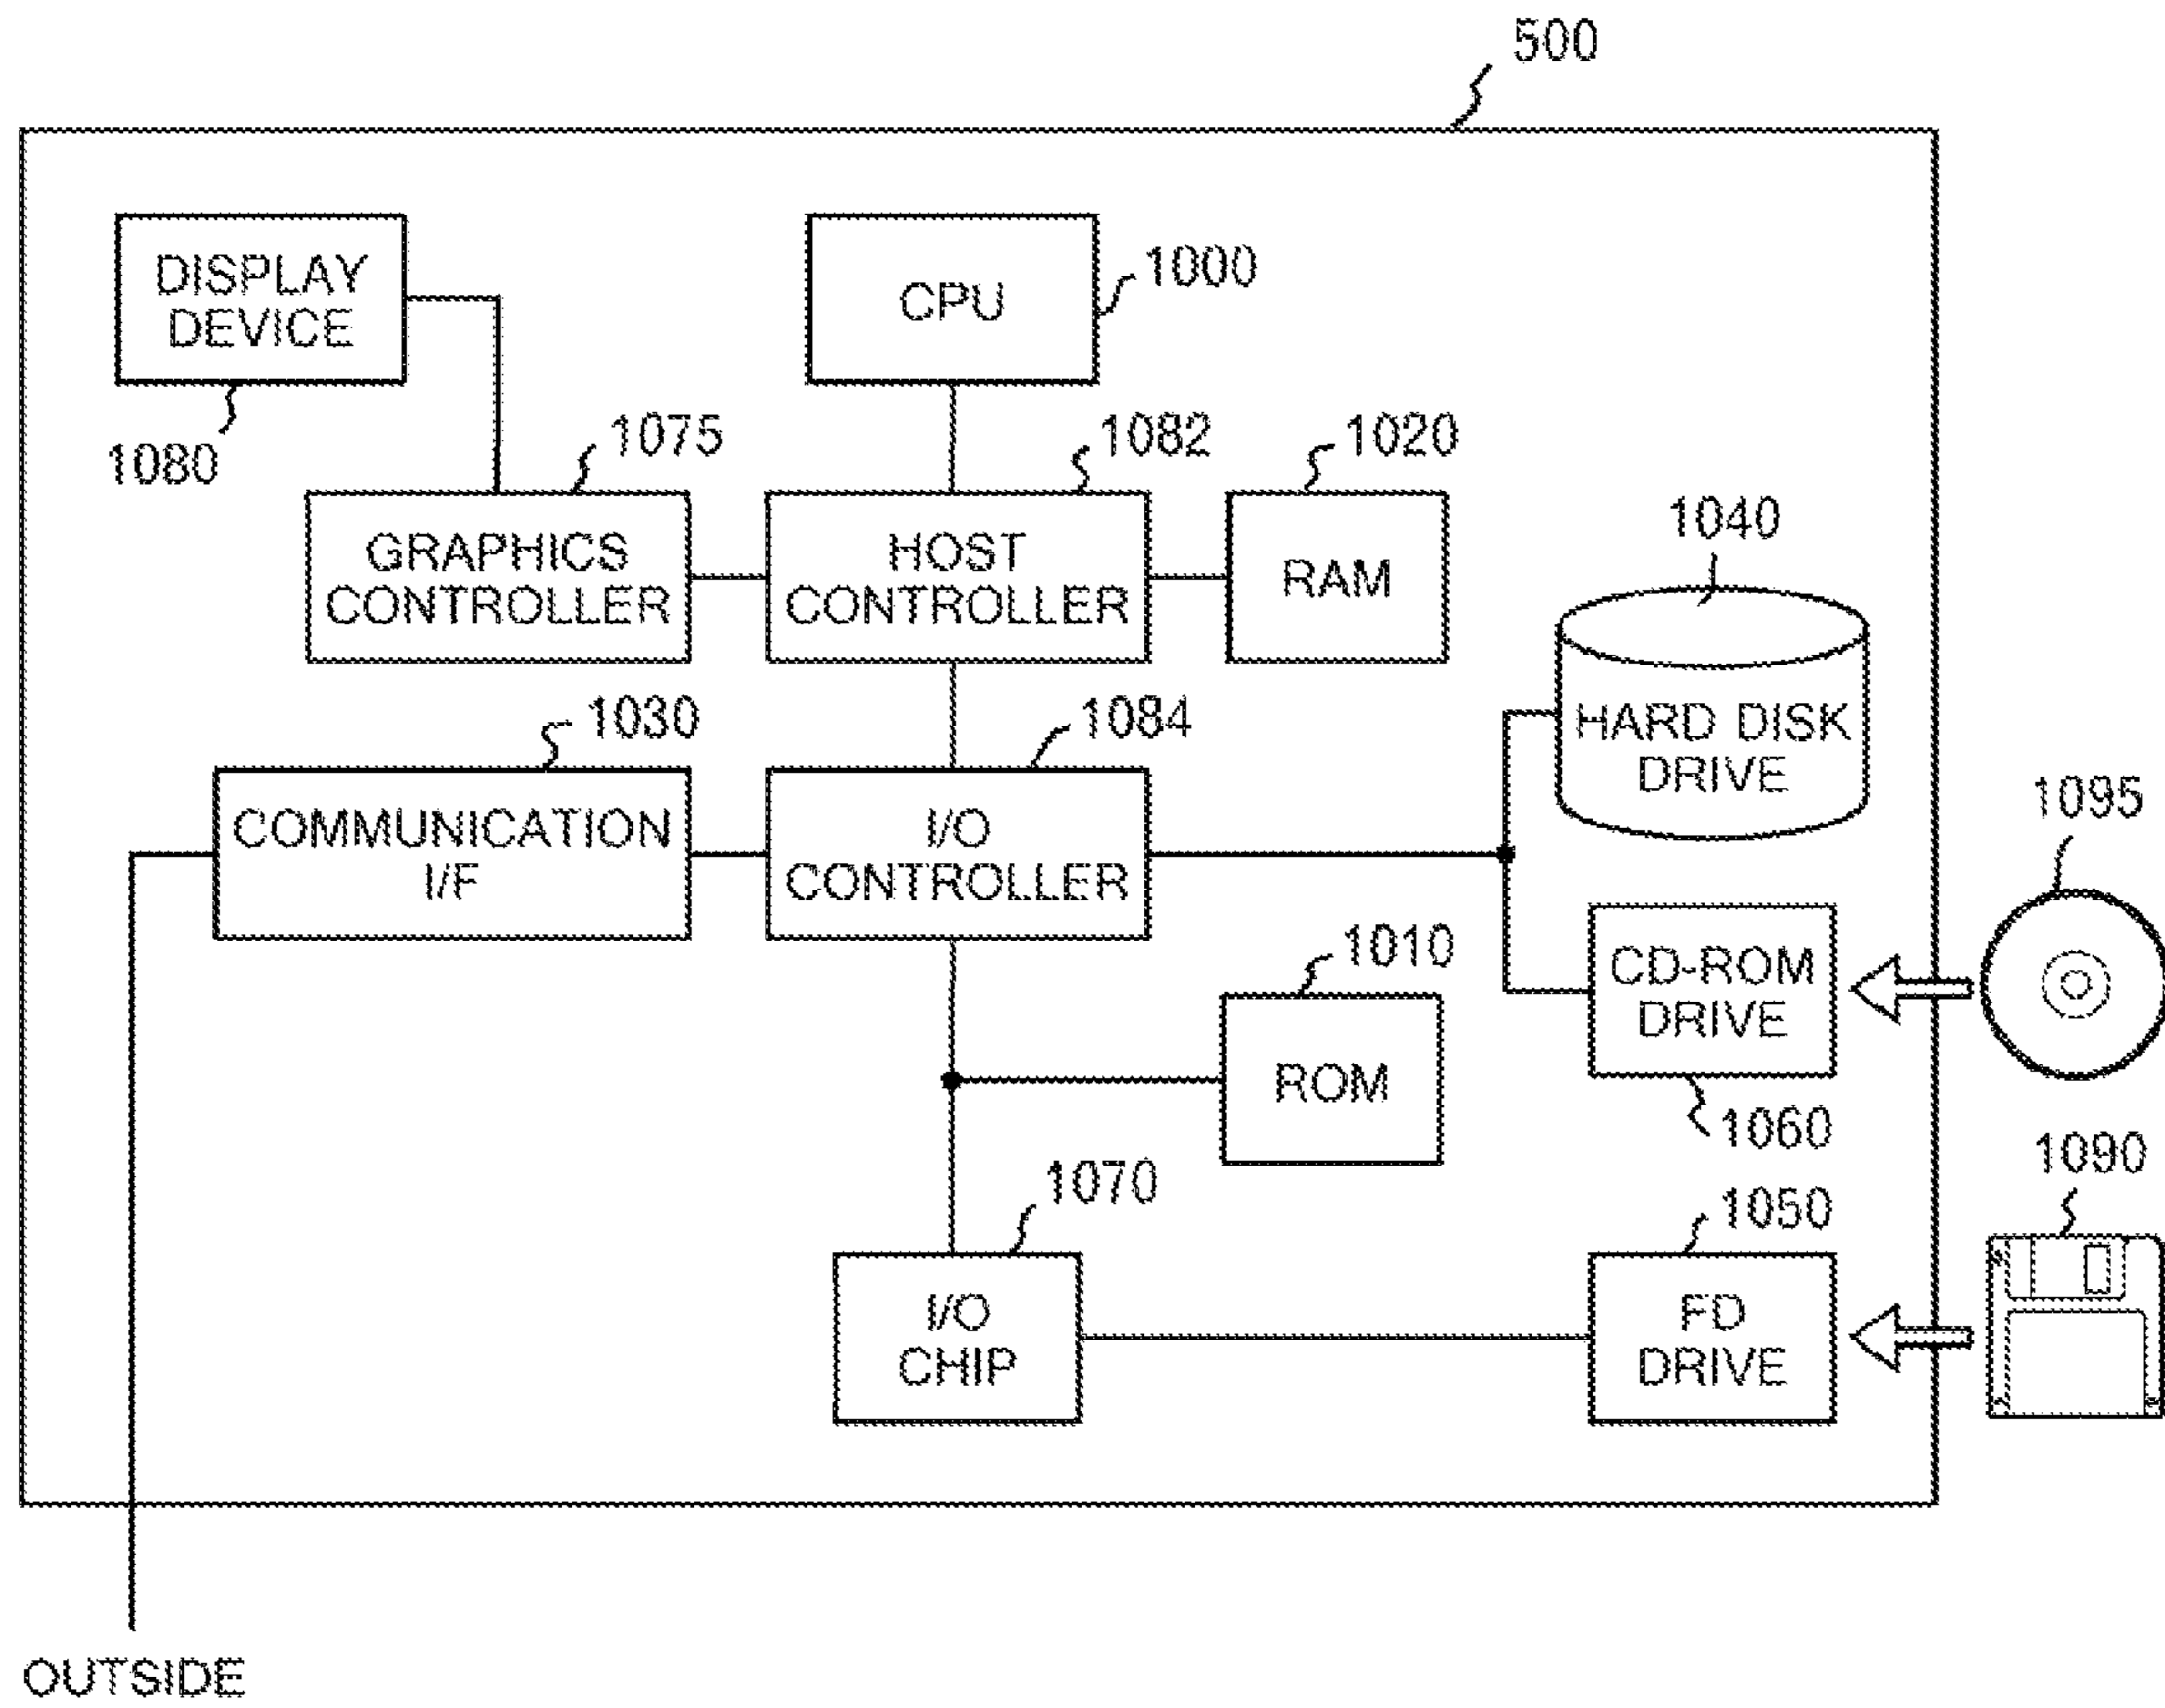 500
DISPLAY
DEVICE
1080
CPU
1000
1075
GRAPHICS
CONTROLLER
1082
HOST
CONTROLLER
1020
RAM
1040
HARD DISK
DRIVE
1030
COMMUNICATION
I/F
1084
I/O
CONTROLLER
1095
CD-ROM
DRIVE
1060
1010
ROM
1090
1070
I/O
CHIP
1050
FD
DRIVE
OUTSIDE